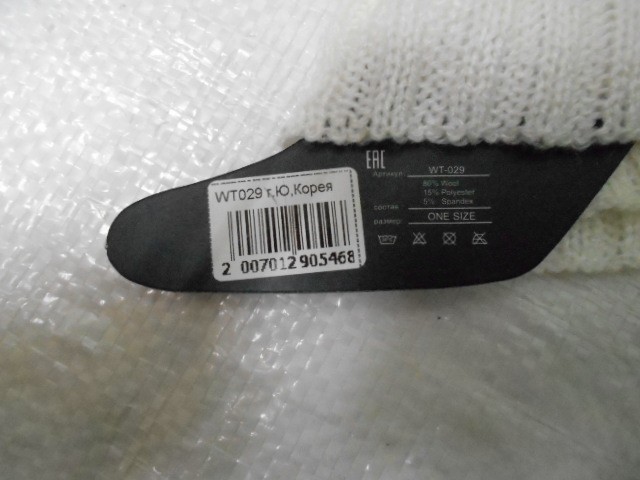 WT029 г,Ю,Корея
2 007012 905468
EAC
Артикул: WT-029
80% Wool
15% Polyester
состав 5% Spandex
размер: ONE SIZE